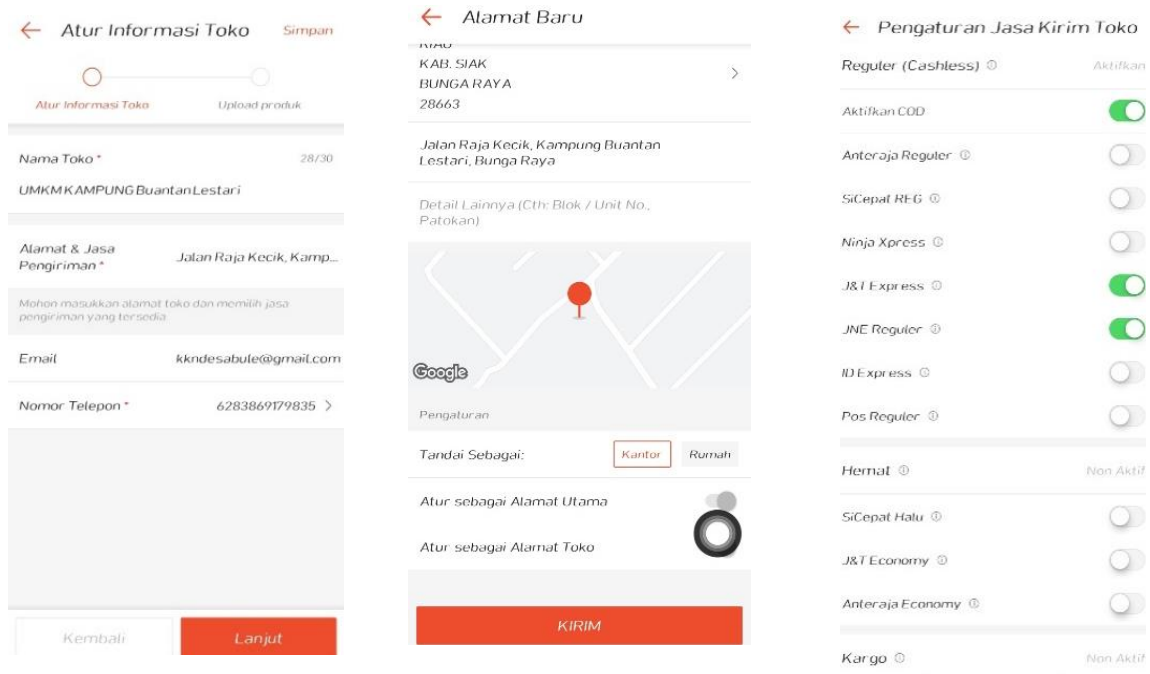 Atur Informasi Toko
Simpan
Atur Informasi Toko
Upload produk
Nama Toko *
28/30
UMKM KAMPUNG Buantan Lestari
Alamat & Jasa
Pengiriman *
Jalan Raja Kecik, Kamp...
Mohon masukkan alamat toko dan memilih jasa
pengiriman yang tersedia
Email
kkndesabule@gmail.com
Nomor Telepon *
6283869179835
Kembali
Lanjut
Alamat Baru
RIAU
KAB. SIAK
BUNGA RAYA
28663
Jalan Raja Kecik, Kampung Buantan
Lestari, Bunga Raya
Detail Lainnya (Cth: Blok / Unit No.,
Patokan)
Google
Pengaturan
Tandai Sebagai:
Kantor
Rumah
Atur sebagai Alamat Utama
Atur sebagai Alamat Toko
KIRIM
Pengaturan Jasa Kirim Toko
Reguler (Cashless)
Aktifkan
Aktifkan COD
Anteraja Reguler
SiCepat REG
Ninja Xpress
J&T Express
JNE Reguler
ID Express
Pos Reguler
Hemat
Non Aktif
SiCepat Halu
J&T Economy
Anteraja Economy
Kargo
Non Aktif